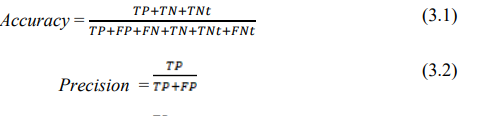 Accuracy = TP+TN+TNt / TP+FP+FN+TN+TNt+FNt (3.1)
Precision = TP / TP+FP (3.2)